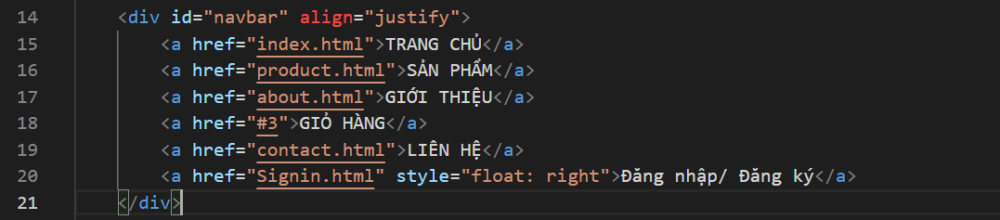 14 <div id="navbar" align="justify">
15 <a href="index.html">TRANG CHỦ</a>
16 <a href="product.html">SẢN PHẨM</a>
17 <a href="about.html">GIỚI THIỆU</a>
18 <a href="#3">GIỎ HÀNG</a>
19 <a href="contact.html">LIÊN HỆ</a>
20 <a href="Signin.html" style="float: right">Đăng nhập/ Đăng ký</a>
21 </div>